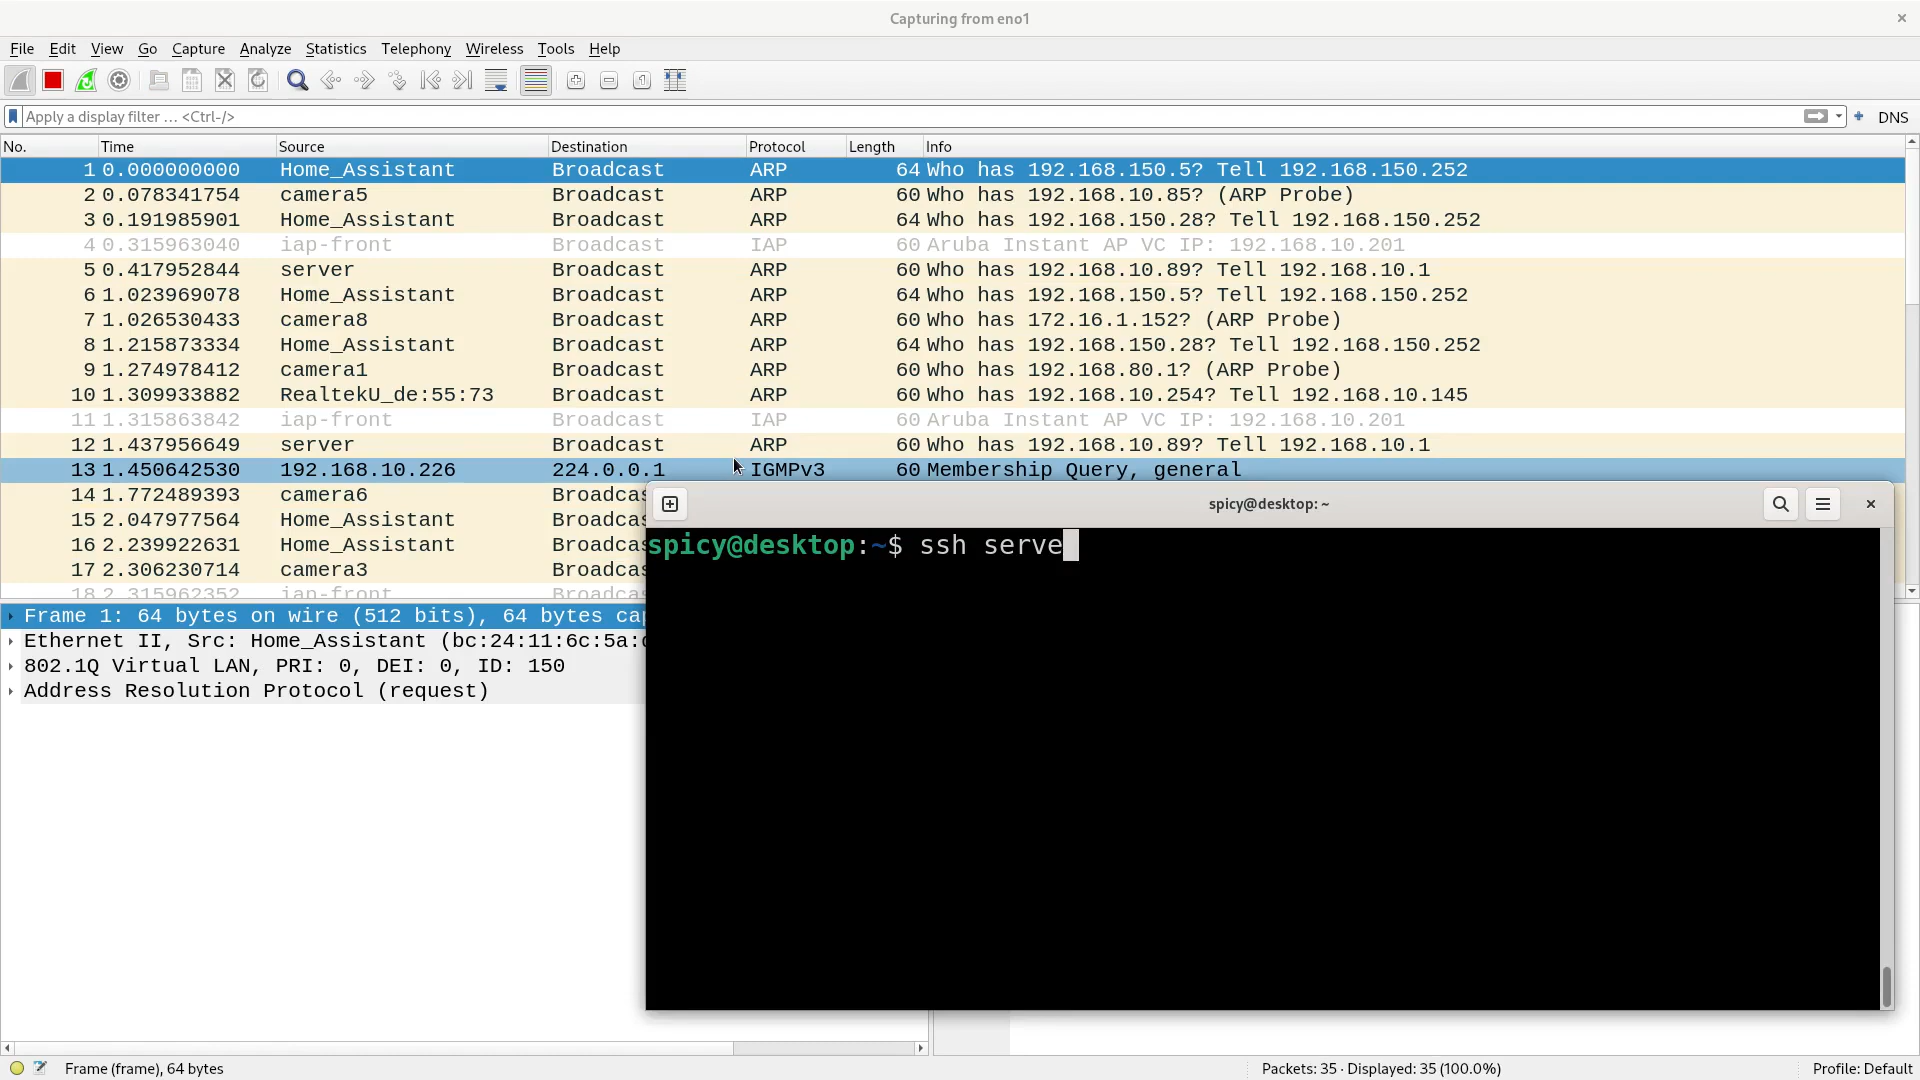 Capturing from eno1
File Edit View Go Capture Analyze Statistics Telephony Wireless Tools Help
Apply a display filter … <Ctrl-/>
DNS
No. Time Source Destination Protocol Length Info
1 0.000000000 Home_Assistant Broadcast ARP 64 Who has 192.168.150.5? Tell 192.168.150.252
2 0.078341754 camera5 Broadcast ARP 60 Who has 192.168.10.85? (ARP Probe)
3 0.191985901 Home_Assistant Broadcast ARP 64 Who has 192.168.150.28? Tell 192.168.150.252
4 0.315963040 iap-front Broadcast IAP 60 Aruba Instant AP VC IP: 192.168.10.201
5 0.417952844 server Broadcast ARP 60 Who has 192.168.10.89? Tell 192.168.10.1
6 1.023969078 Home_Assistant Broadcast ARP 64 Who has 192.168.150.5? Tell 192.168.150.252
7 1.026530433 camera8 Broadcast ARP 60 Who has 172.16.1.152? (ARP Probe)
8 1.215873334 Home_Assistant Broadcast ARP 64 Who has 192.168.150.28? Tell 192.168.150.252
9 1.274978412 camera1 Broadcast ARP 60 Who has 192.168.80.1? (ARP Probe)
10 1.309933882 RealtekU_de:55:73 Broadcast ARP 60 Who has 192.168.10.254? Tell 192.168.10.145
11 1.315863842 iap-front Broadcast IAP 60 Aruba Instant AP VC IP: 192.168.10.201
12 1.437956649 server Broadcast ARP 60 Who has 192.168.10.89? Tell 192.168.10.1
13 1.450642530 192.168.10.226 224.0.0.1 IGMPv3 60 Membership Query, general
14 1.772489393 camera6 Broadcas
15 2.047977564 Home_Assistant Broadcas
16 2.239922631 Home_Assistant Broadcas
17 2.306230714 camera3 Broadcas
18 2.315962352 iap-front Broadcas
Frame 1: 64 bytes on wire (512 bits), 64 bytes cap
Ethernet II, Src: Home_Assistant (bc:24:11:6c:5a:
802.1Q Virtual LAN, PRI: 0, DEI: 0, ID: 150
Address Resolution Protocol (request)
spicy@desktop: ~
spicy@desktop:~$ ssh serve
Frame (frame), 64 bytes
Packets: 35 · Displayed: 35 (100.0%)
Profile: Default